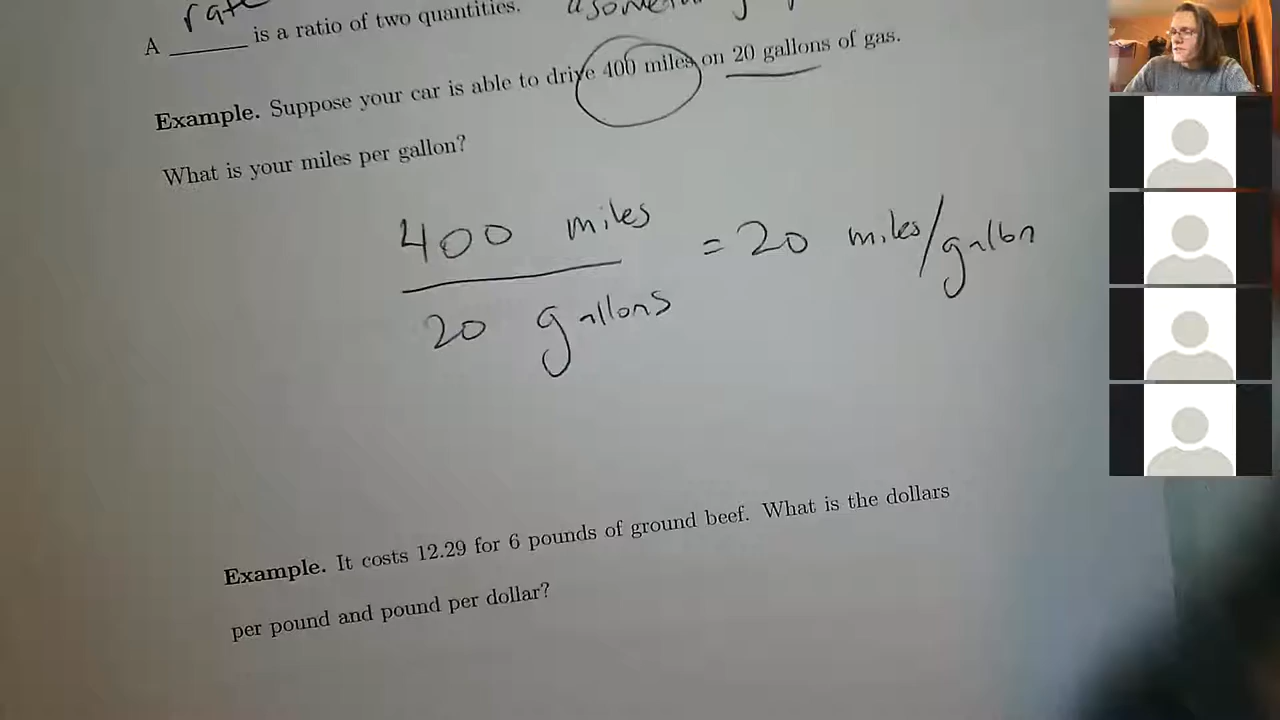 rate
A ______ is a ratio of two quantities.
Example. Suppose your car is able to drive 400 miles on 20 gallons of gas.
What is your miles per gallon?
400 miles
= 20 miles/gallon
20 gallons
Example. It costs 12.29 for 6 pounds of ground beef. What is the dollars
per pound and pound per dollar?